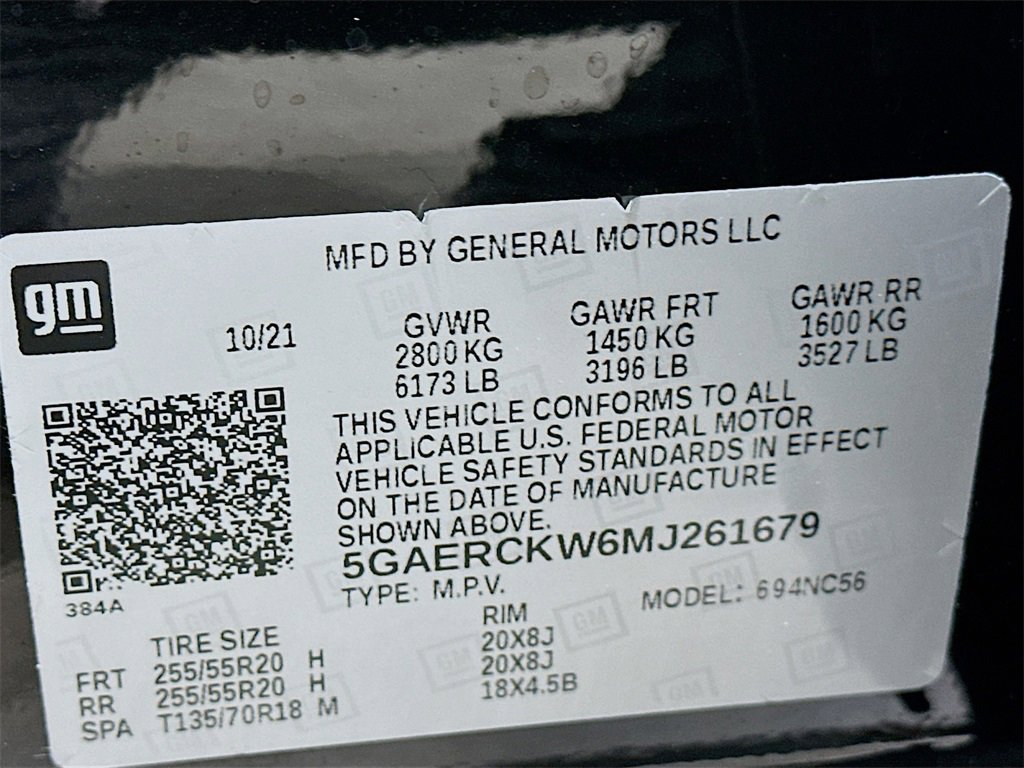 MFD BY GENERAL MOTORS LLC
gm
10/21
GVWR
2800 KG
6173 LB
GAWR FRT
1450 KG
3196 LB
GAWR RR
1600 KG
3527 LB
THIS VEHICLE CONFORMS TO ALL
APPLICABLE U.S. FEDERAL MOTOR
VEHICLE SAFETY STANDARDS IN EFFECT
ON THE DATE OF MANUFACTURE
SHOWN ABOVE.
5GAERCKW6MJ261679
TYPE: M.P.V. MODEL: 694NC56
384A
TIRE SIZE RIM
FRT 255/55R20 H 20X8J
RR 255/55R20 H 20X8J
SPA T135/70R18 M 18X4.5B